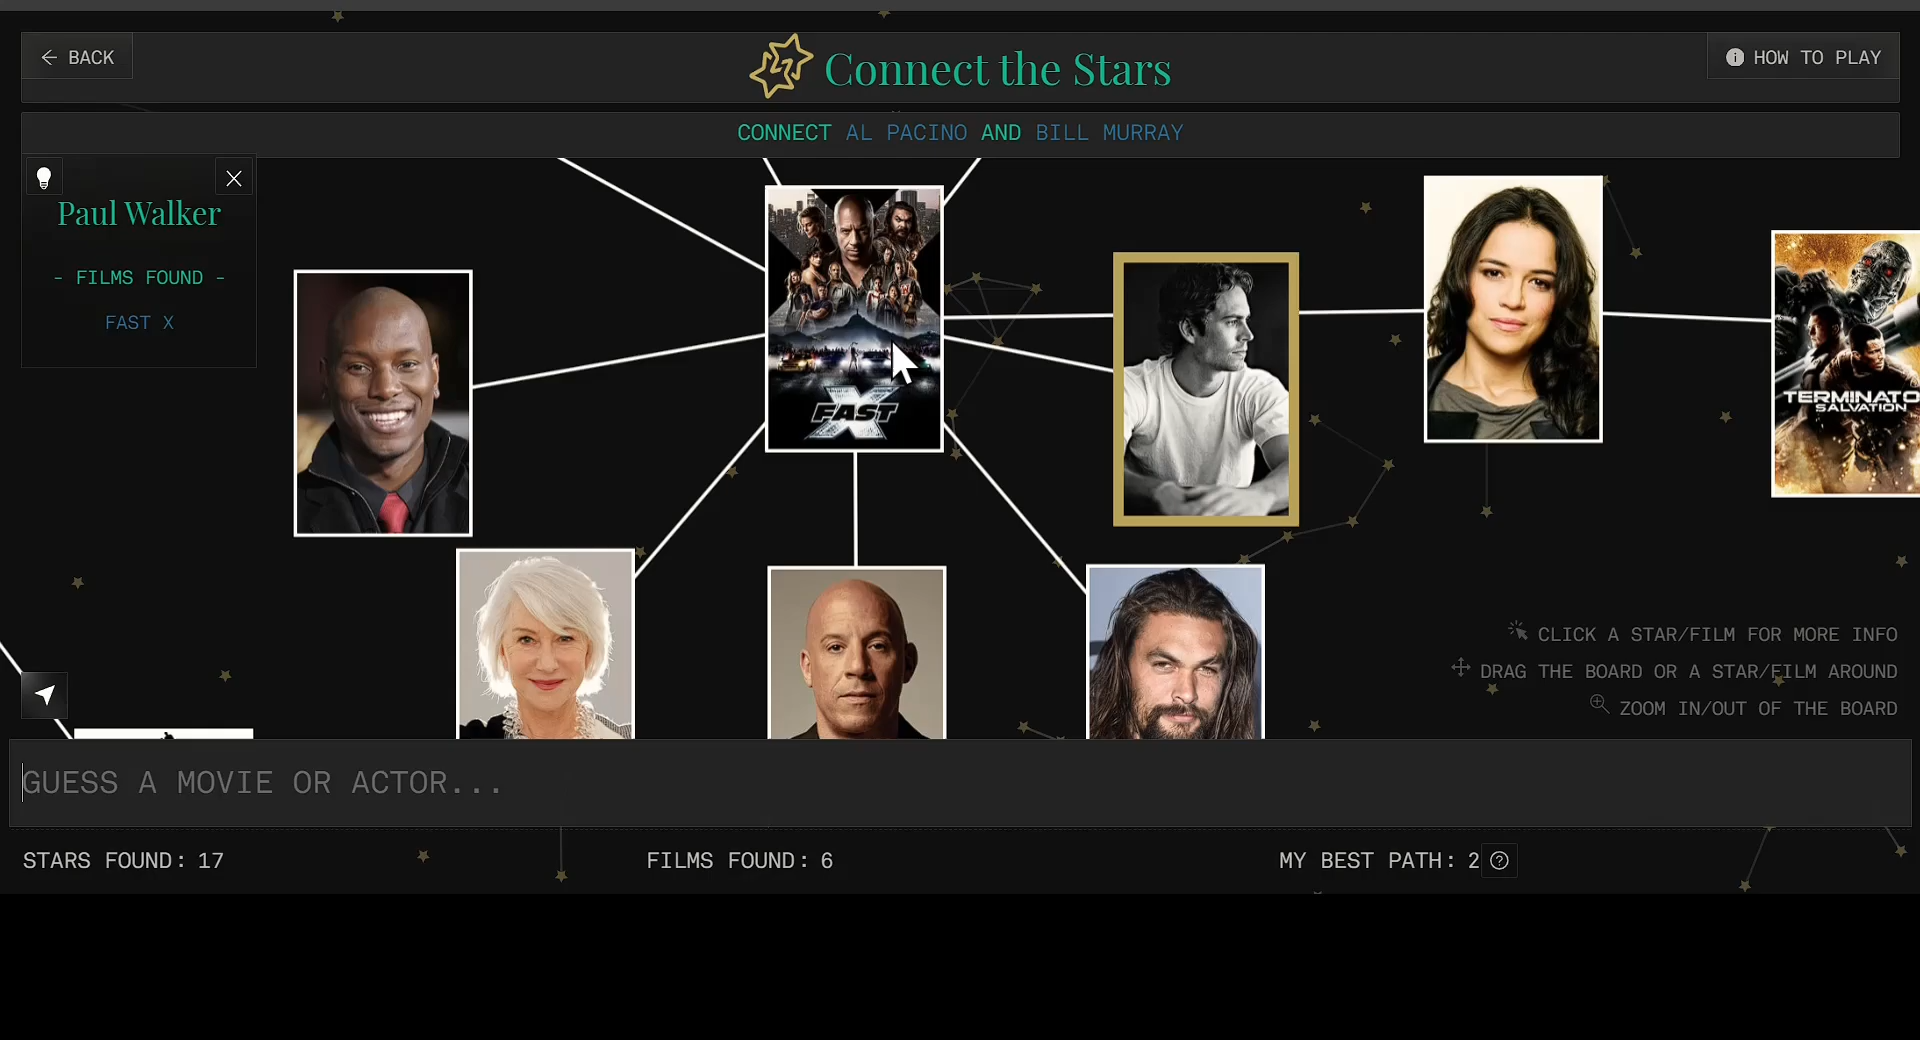 BACK
Connect the Stars
HOW TO PLAY
CONNECT AL PACINO AND BILL MURRAY
Paul Walker
- FILMS FOUND -
FAST X
FAST X
TERMINATO
SALVATION
CLICK A STAR/FILM FOR MORE INFO
DRAG THE BOARD OR A STAR/FILM AROUND
ZOOM IN/OUT OF THE BOARD
GUESS A MOVIE OR ACTOR...
STARS FOUND: 17
FILMS FOUND: 6
MY BEST PATH: 2